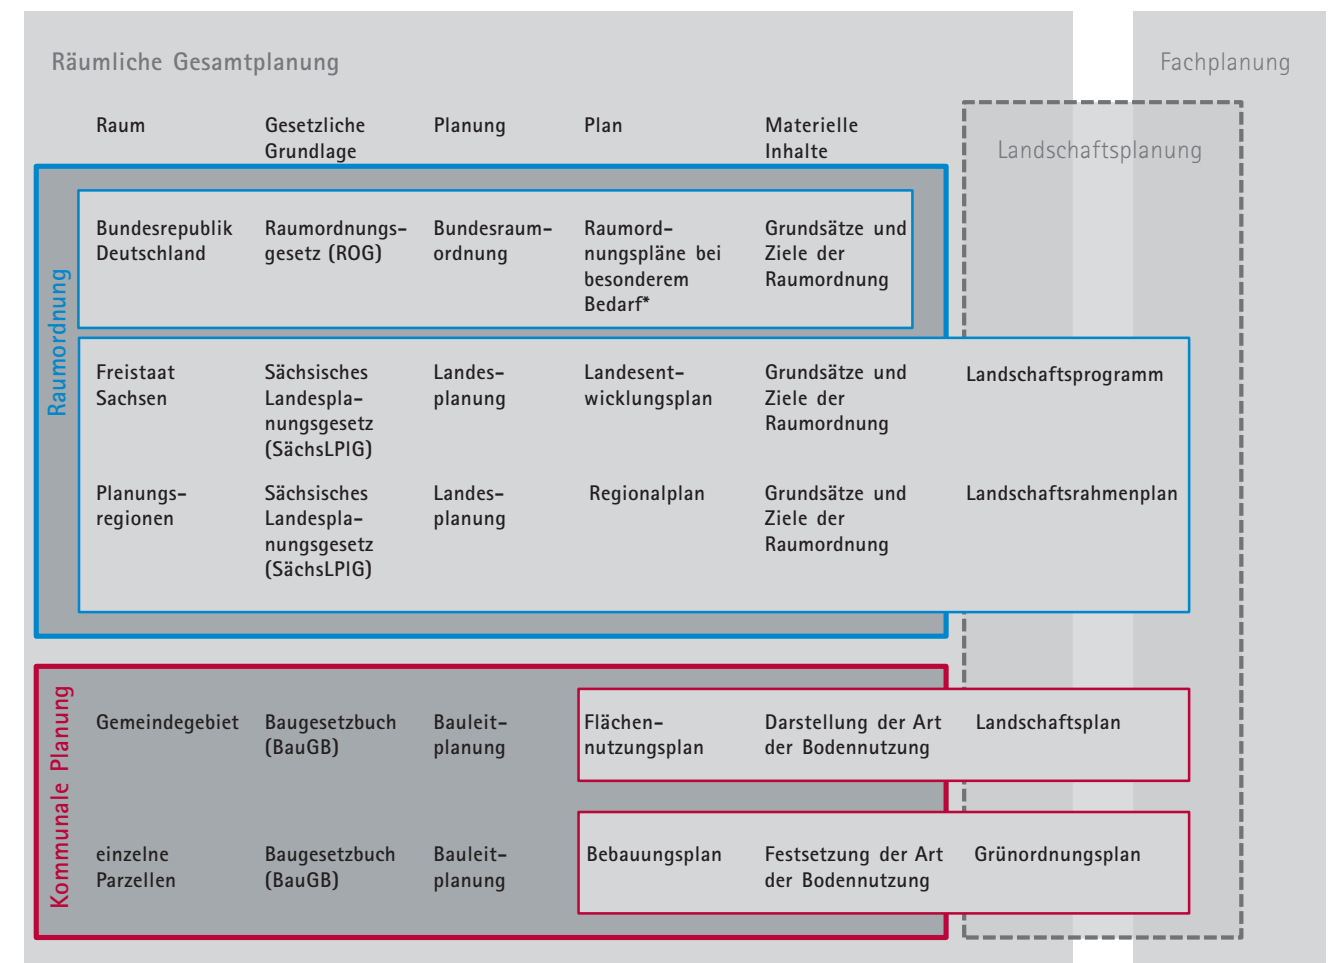 Räumliche Gesamtplanung
Fachplanung
Landschaftsplanung
Raum
Gesetzliche
Grundlage
Planung
Plan
Materielle
Inhalte
Raumordnung
Bundesrepublik
Deutschland
Raumordnungs-
gesetz (ROG)
Bundesraum-
ordnung
Raumord-
nungspläne bei
besonderem
Bedarf*
Grundsätze und
Ziele der
Raumordnung
Freistaat
Sachsen
Sächsisches
Landespla-
nungsgesetz
(SächsLPlG)
Landes-
planung
Landesent-
wicklungsplan
Grundsätze und
Ziele der
Raumordnung
Landschaftsprogramm
Planungs-
regionen
Sächsisches
Landespla-
nungsgesetz
(SächsLPlG)
Landes-
planung
Regionalplan
Grundsätze und
Ziele der
Raumordnung
Landschaftsrahmenplan
Kommunale Planung
Gemeindegebiet
Baugesetzbuch
(BauGB)
Bauleit-
planung
Flächen-
nutzungsplan
Darstellung der Art
der Bodennutzung
Landschaftsplan
einzelne
Parzellen
Baugesetzbuch
(BauGB)
Bauleit-
planung
Bebauungsplan
Festsetzung der Art
der Bodennutzung
Grünordnungsplan